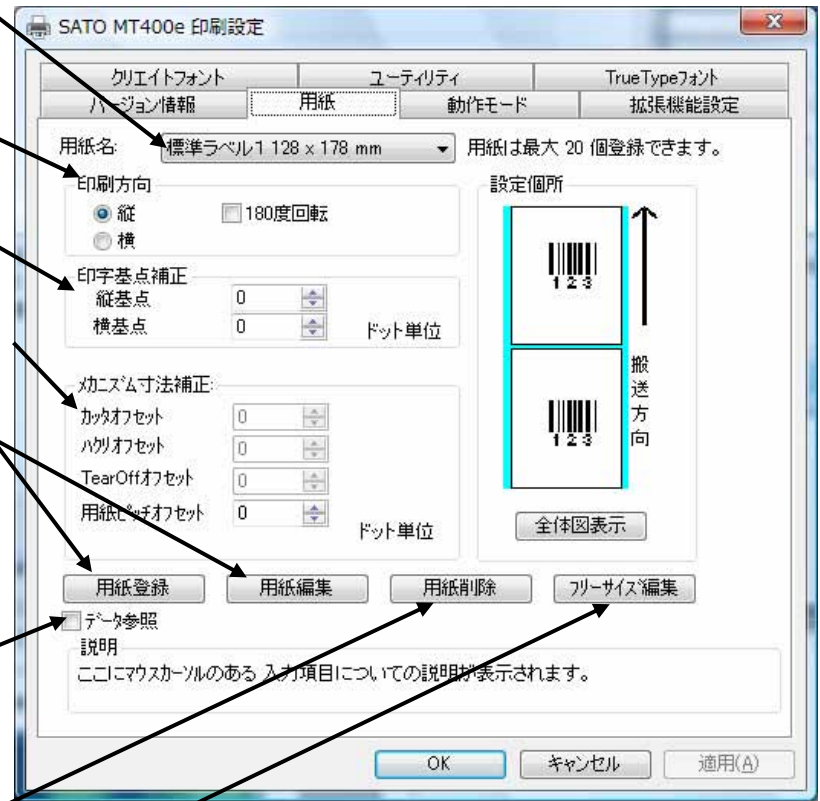 SATO MT400e 印刷設定
クリエイトフォント ユーティリティ TrueTypeフォント
バージョン情報 用紙 動作モード 拡張機能設定
用紙名: 標準ラベル1 128 x 178 mm 用紙は最大 20 個登録できます。
印刷方向
縦 180度回転
横
印字基点補正
縦基点 0
横基点 0 ドット単位
メカニズム寸法補正:
カッタオフセット 0
ハクリオフセット 0
TearOffオフセット 0
用紙ピッチオフセット 0
ドット単位
設定個所
123
123
搬送方向
全体図表示
用紙登録 用紙編集 用紙削除 フリーサイズ編集
データ参照
説明
ここにマウスカーソルのある 入力項目についての説明が表示されます。
OK キャンセル 適用(A)